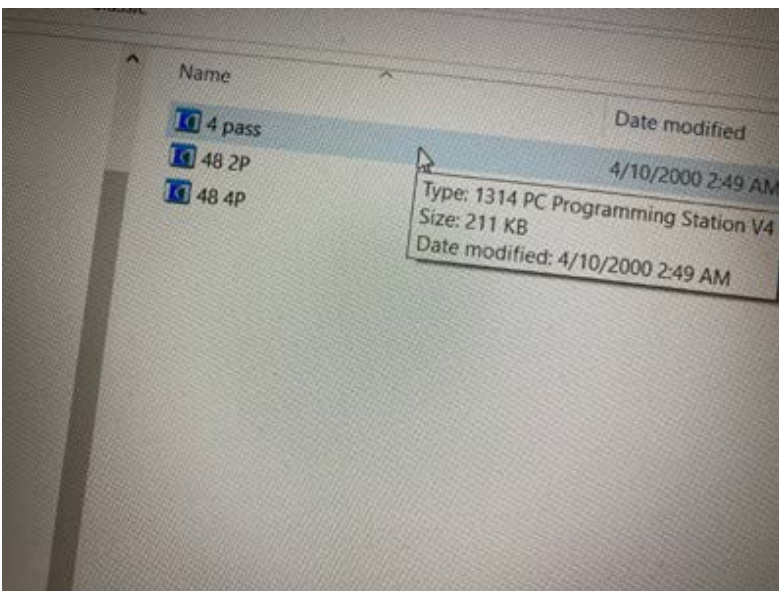 Name
Date modified
4 pass
4/10/2000 2:49 AM
48 2P
48 4P
Type: 1314 PC Programming Station V4
Size: 211 KB
Date modified: 4/10/2000 2:49 AM